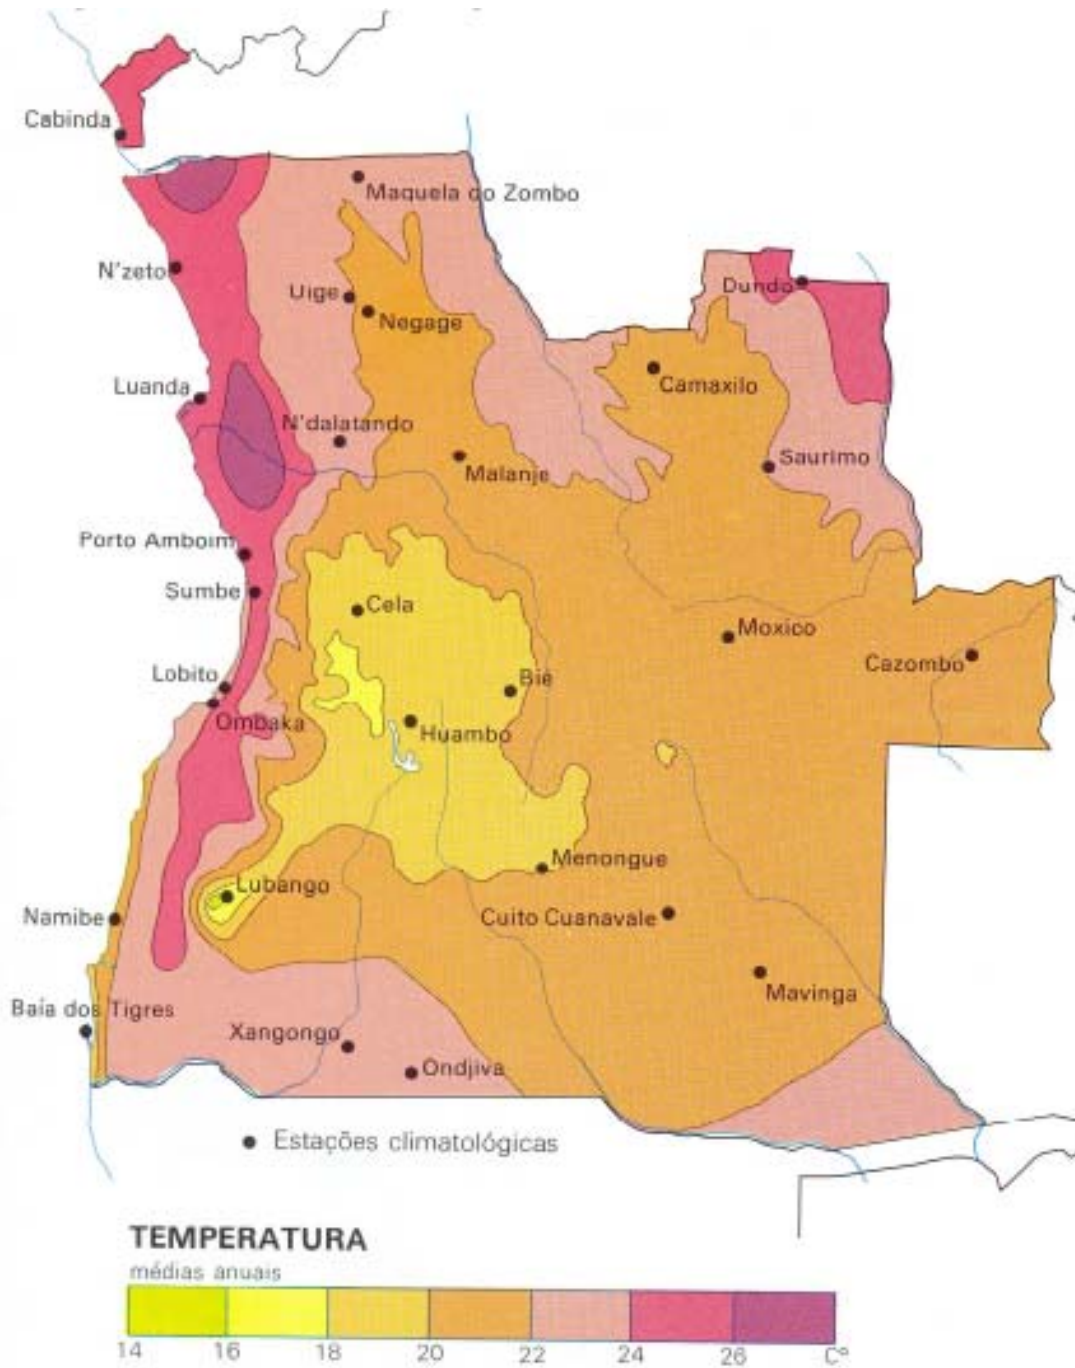 Cabinda
Maquela do Zombo
N'zeto
Dundo
Uige
Negage
Luanda
Camaxilo
N'dalatando
Malanje
Saurimo
Porto Amboim
Sumbe
Cela
Moxico
Cazombo
Lobito
Bié
Ombaka
Huambo
Menongue
Lubango
Namibe
Cuito Cuanavale
Mavinga
Baía dos Tigres
Xangongo
Ondjiva
Estações climatológicas
TEMPERATURA
médias anuais
14 16 18 20 22 24 26 Cº